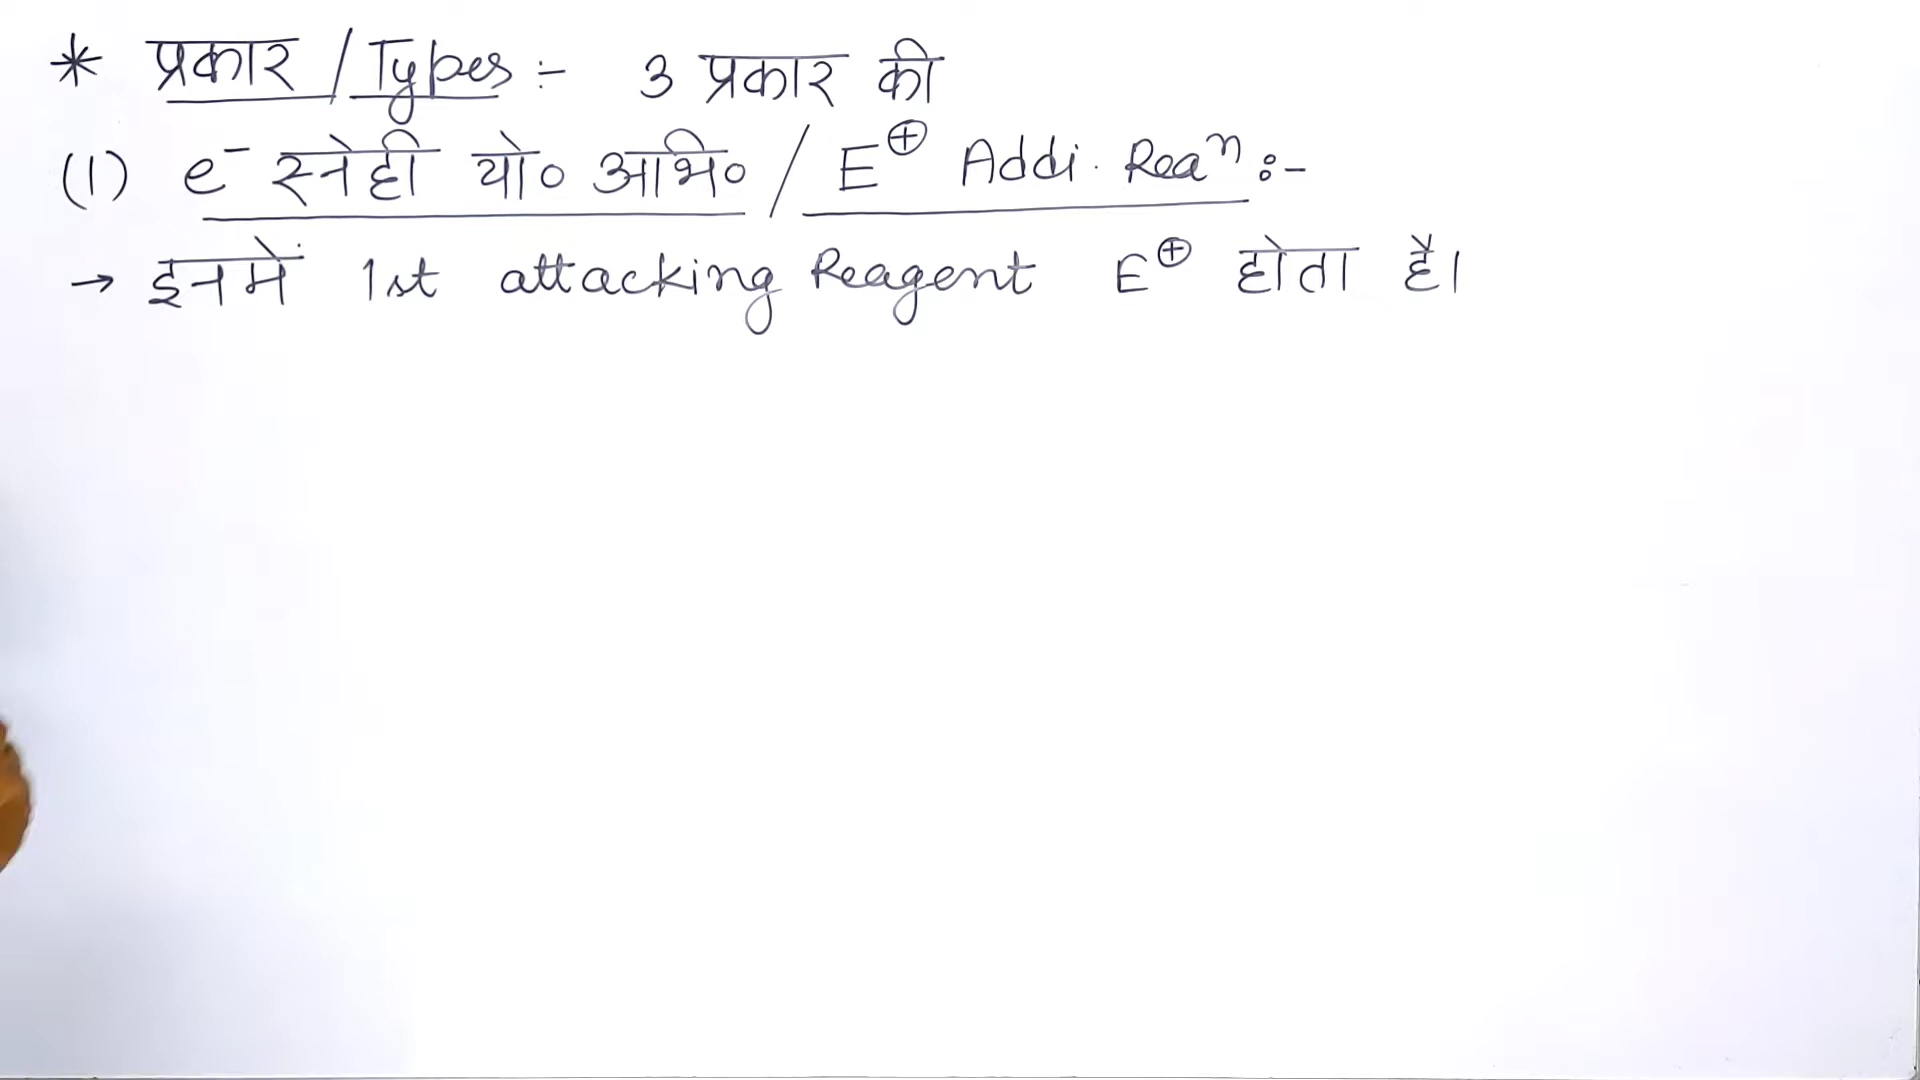 * प्रकार / Types :- 3 प्रकार की
(1) e⁻ स्नेही यो० अभि० / E⊕ Addi. Reaⁿ :-
→ इनमें 1st attacking Reagent E⊕ होता है।